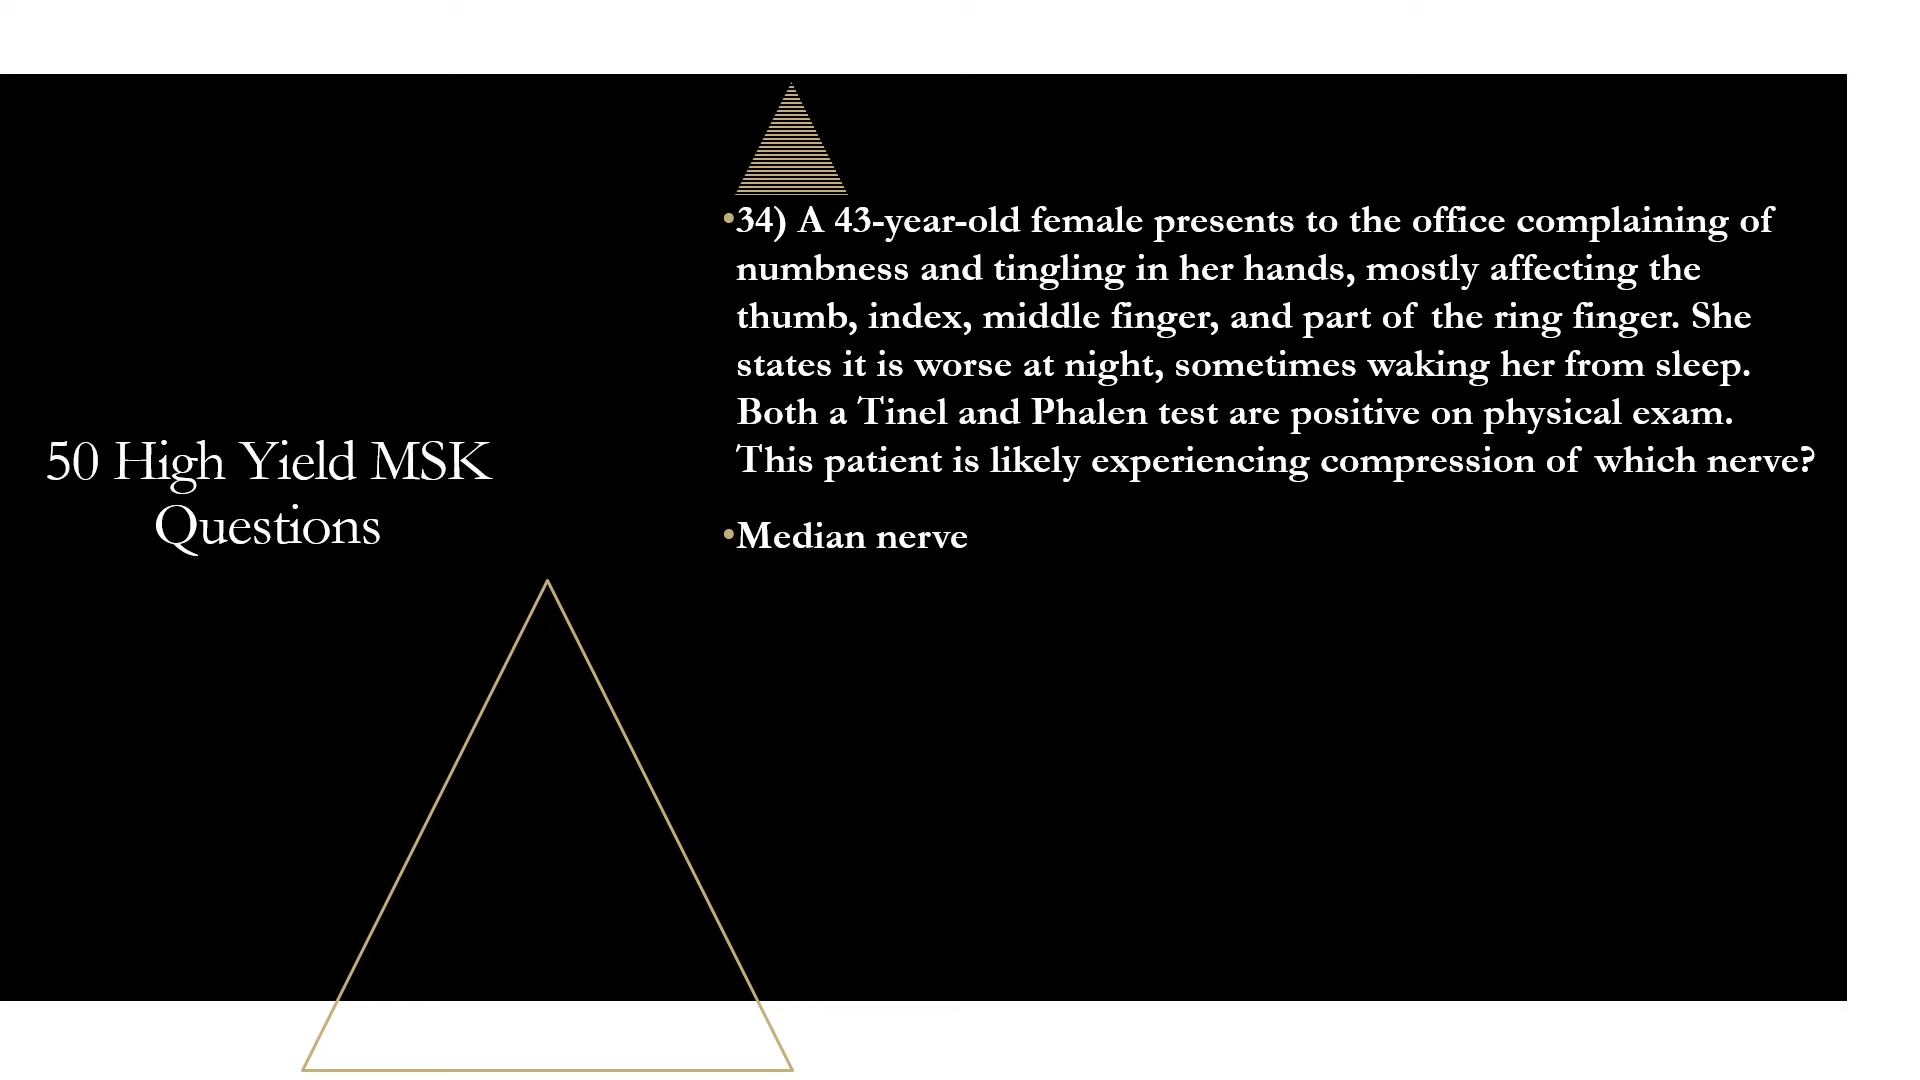 50 High Yield MSK
Questions
•34) A 43-year-old female presents to the office complaining of
numbness and tingling in her hands, mostly affecting the
thumb, index, middle finger, and part of the ring finger. She
states it is worse at night, sometimes waking her from sleep.
Both a Tinel and Phalen test are positive on physical exam.
This patient is likely experiencing compression of which nerve?
•Median nerve